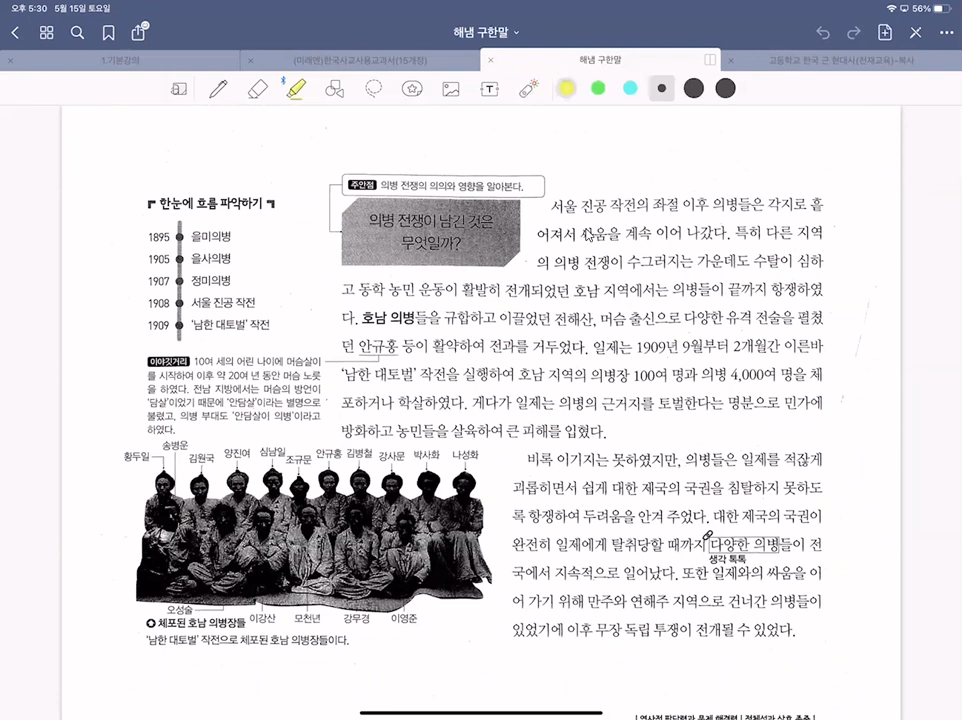 오후 5:30 5월 15일 토요일
56%
해냄 구한말
1.기본강의
(미래엔)한국사교사용교과서(15개정)
해냄 구한말
고등학교 한국 근 현대사(천재교육)-복사
한눈에 흐름 파악하기
1895 을미의병
1905 을사의병
1907 정미의병
1908 서울 진공 작전
1909 '남한 대토벌' 작전
주안점 의병 전쟁의 의의와 영향을 알아본다.
의병 전쟁이 남긴 것은
무엇일까?
서울 진공 작전의 좌절 이후 의병들은 각지로 흩
어져서 싸움을 계속 이어 나갔다. 특히 다른 지역
의 의병 전쟁이 수그러지는 가운데도 수탈이 심하
고 동학 농민 운동이 활발히 전개되었던 호남 지역에서는 의병들이 끝까지 항쟁하였
다. 호남 의병들을 규합하고 이끌었던 전해산, 머슴 출신으로 다양한 유격 전술을 펼쳤
던 안규홍 등이 활약하여 전과를 거두었다. 일제는 1909년 9월부터 2개월간 이른바
'남한 대토벌' 작전을 실행하여 호남 지역의 의병장 100여 명과 의병 4,000여 명을 체
포하거나 학살하였다. 게다가 일제는 의병의 근거지를 토벌한다는 명분으로 민가에
방화하고 농민들을 살육하여 큰 피해를 입혔다.
이야깃거리 10여 세의 어린 나이에 머슴살이
를 시작하여 이후 약 20여 년 동안 머슴 노릇
을 하였다. 전남 지방에서는 머슴의 방언이
'담살'이었기 때문에 '안담살'이라는 별명으로
불렸고, 의병 부대도 '안담살이 의병'이라고
하였다.
황두일 송병운 김원국 양진여 심남일 조규문 안규홍 김병철 강사문 박사화 나성화
오성술 이강산 모천년 강무경 이영준
체포된 호남 의병장들
'남한 대토벌' 작전으로 체포된 호남 의병장들이다.
비록 이기지는 못하였지만, 의병들은 일제를 적잖게
괴롭히면서 쉽게 대한 제국의 국권을 침탈하지 못하도
록 항쟁하여 두려움을 안겨 주었다. 대한 제국의 국권이
완전히 일제에게 탈취당할 때까지 다양한 의병들이 전
생각 톡톡
국에서 지속적으로 일어났다. 또한 일제와의 싸움을 이
어 가기 위해 만주와 연해주 지역으로 건너간 의병들이
있었기에 이후 무장 독립 투쟁이 전개될 수 있었다.